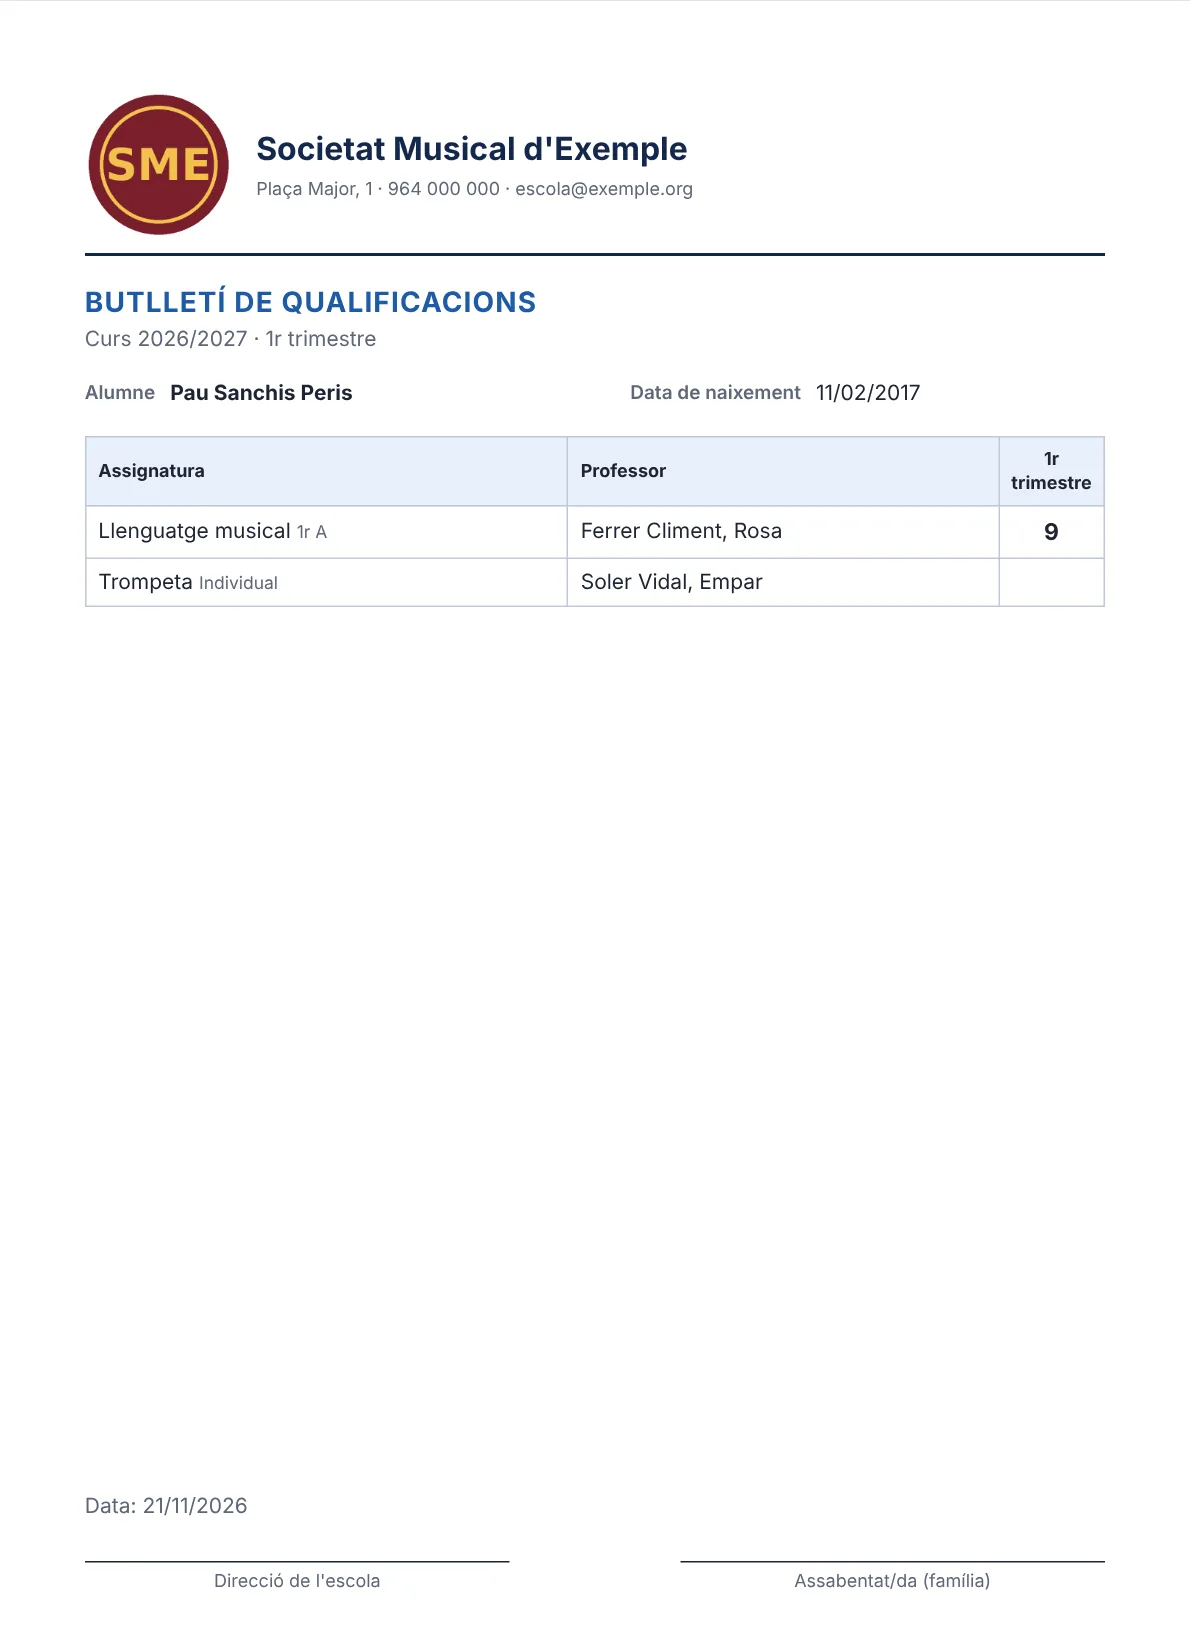 SME
Societat Musical d'Exemple
Plaça Major, 1 · 964 000 000 · escola@exemple.org
BUTLLETÍ DE QUALIFICACIONS
Curs 2026/2027 · 1r trimestre
Alumne Pau Sanchis Peris Data de naixement 11/02/2017
Assignatura Professor 1r trimestre
Llenguatge musical 1r A Ferrer Climent, Rosa 9
Trompeta Individual Soler Vidal, Empar
Data: 21/11/2026
Direcció de l'escola Assabentat/da (família)